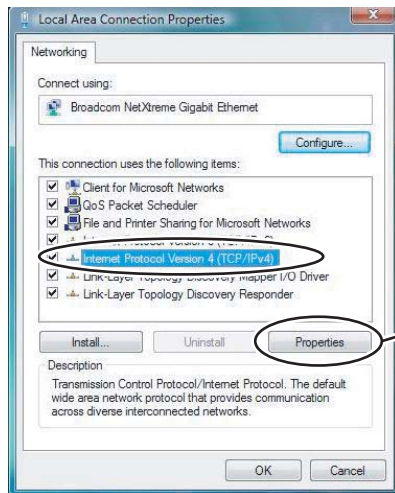 Local Area Connection Properties
Networking
Connect using:
Broadcom NetXtreme Gigabit Ethernet
Configure...
This connection uses the following items:
Client for Microsoft Networks
QoS Packet Scheduler
File and Printer Sharing for Microsoft Networks
Internet Protocol Version 4 (TCP/IPv4)
Link-Layer Topology Discovery Mapper I/O Driver
Link-Layer Topology Discovery Responder
Install... Uninstall Properties
Description
Transmission Control Protocol/Internet Protocol. The default
wide area network protocol that provides communication
across diverse interconnected networks.
OK Cancel